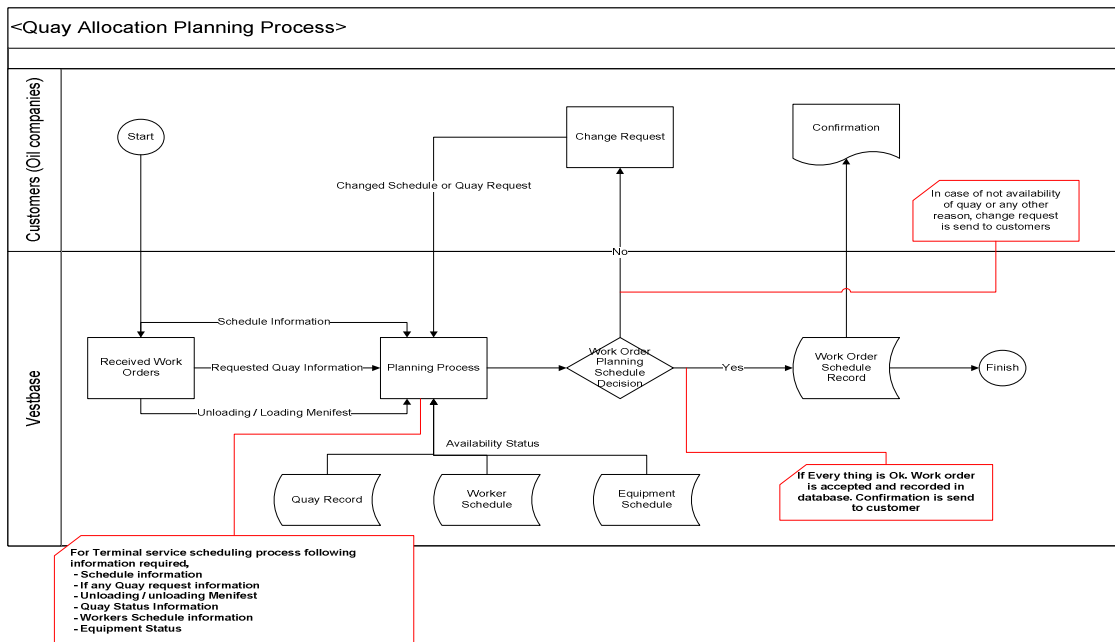 <Quay Allocation Planning Process>
Customers (Oil companies)
Start
Change Request
Confirmation
Changed Schedule or Quay Request
In case of not availability
of quay or any other
reason, change request
is send to customers
No
Vestbase
Schedule Information
Received Work
Orders
Requested Quay Information
Planning Process
Work Order
Planning
Schedule
Decision
Yes
Work Order
Schedule
Record
Finish
Unloading / Loading Menifest
Availability Status
Quay Record
Worker
Schedule
Equipment
Schedule
If Every thing is Ok. Work order
is accepted and recorded in
database. Confirmation is send
to customer
For Terminal service scheduling process following
information required,
- Schedule information
- If any Quay request information
- Unloading / unloading Menifest
- Quay Status Information
- Workers Schedule information
- Equipment Status